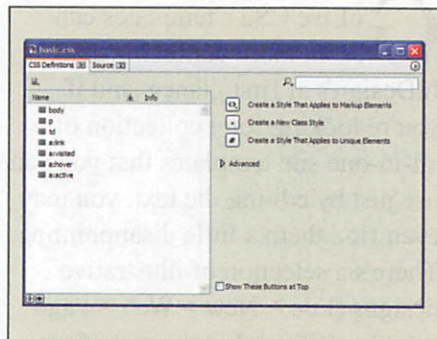 basic.css
CSS Definitions Source
Name Info
body
p
td
a:link
a:visited
a:hover
a:active
Create a Style That Applies to Markup Elements
Create a New Class Style
Create a Style That Applies to Unique Elements
Advanced
Show These Buttons at Top